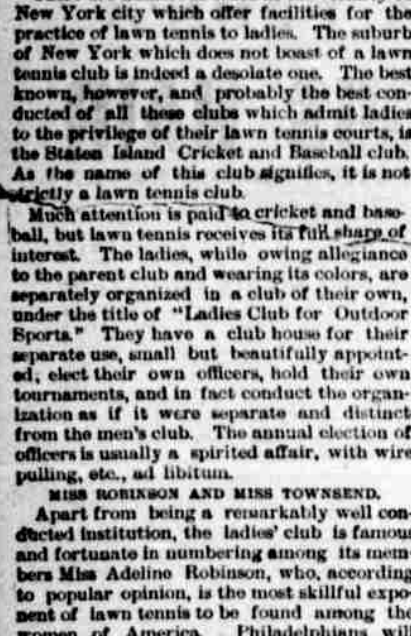 New York city which offer facilities for the
practice of lawn tennis to ladies. The suburb
of New York which does not boast of a lawn
tennis club is indeed a desolate one. The best
known, however, and probably the best con-
ducted of all these clubs which admit ladies
to the privilege of their lawn tennis courts, is
the Staten Island Cricket and Baseball club.
As the name of this club signifies, it is not
strictly a lawn tennis club.
Much attention is paid to cricket and base-
ball, but lawn tennis receives its full share of
interest. The ladies, while owing allegiance
to the parent club and wearing its colors, are
separately organized in a club of their own,
under the title of "Ladies Club for Outdoor
Sports." They have a club house for their
separate use, small but beautifully appoint-
ed, elect their own officers, hold their own
tournaments, and in fact conduct the organ-
ization as if it were separate and distinct
from the men's club. The annual election of
officers is usually a spirited affair, with wire
pulling, etc., ad libitum.
MISS ROBINSON AND MISS TOWNSEND.
Apart from being a remarkably well con-
ducted institution, the ladies' club is famous
and fortunate in numbering among its mem-
bers Miss Adeline Robinson, who, according
to popular opinion, is the most skillful expo-
nent of lawn tennis to be found among the
women of America. Philadelphians will